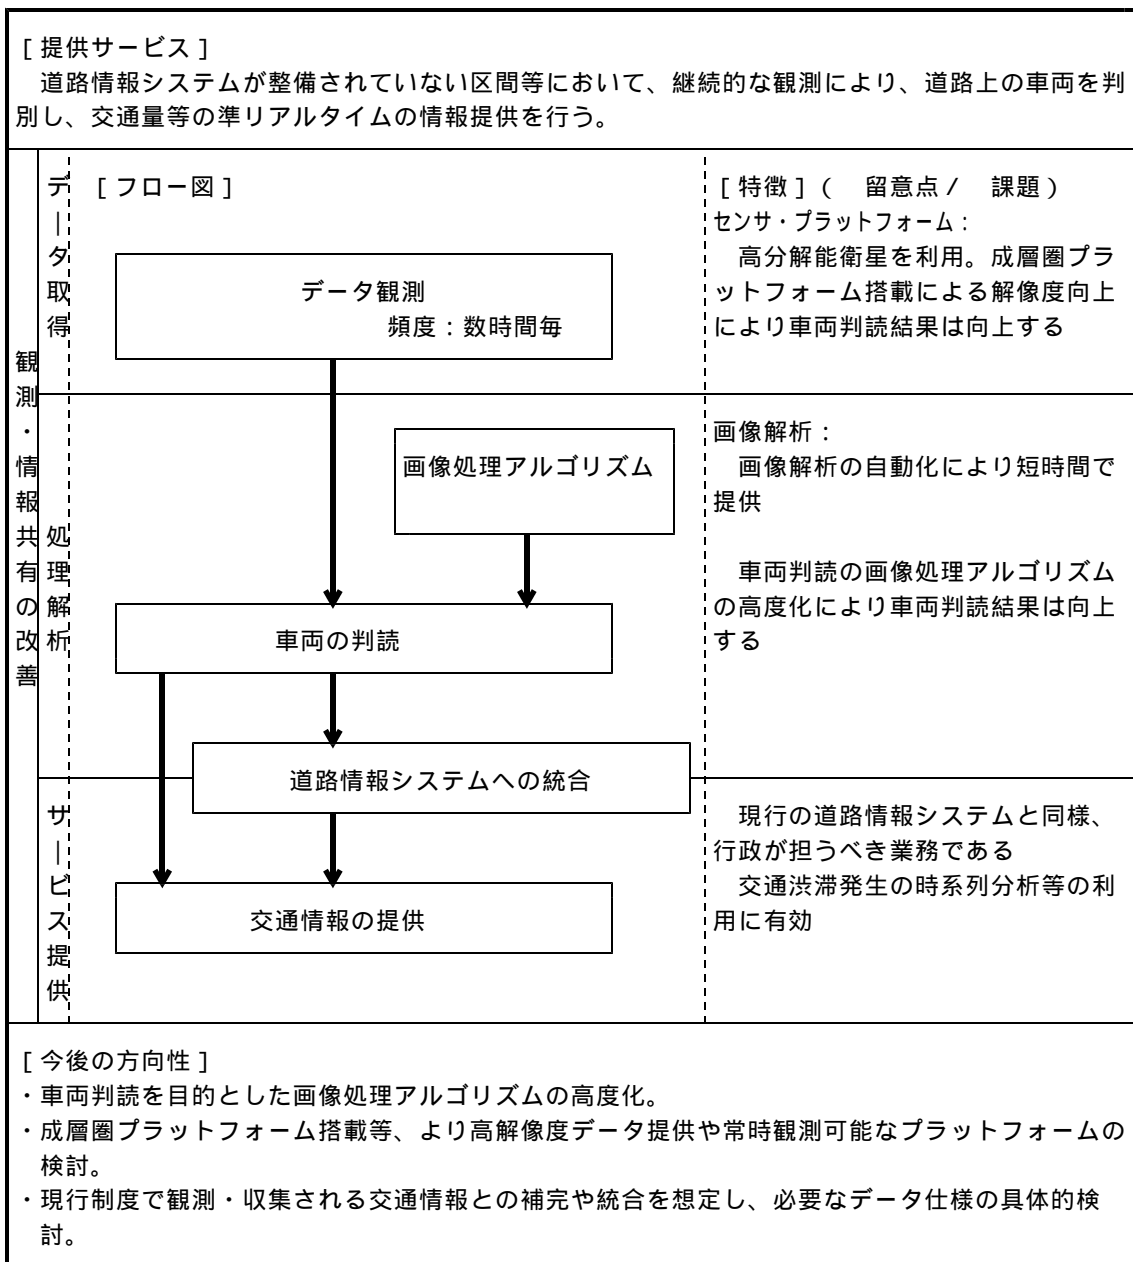 ［提供サービス］
道路情報システムが整備されていない区間等において、継続的な観測により、道路上の車両を判
別し、交通量等の準リアルタイムの情報提供を行う。
観測・情報共有の改善
データ取得
［フロー図］
データ観測
頻度：数時間毎
［特徴］（　留意点／　課題）
センサ・プラットフォーム：
高分解能衛星を利用。成層圏プラ
ットフォーム搭載による解像度向上
により車両判読結果は向上する
処理解析
画像処理アルゴリズム
車両の判読
道路情報システムへの統合
画像解析：
画像解析の自動化により短時間で
提供
車両判読の画像処理アルゴリズム
の高度化により車両判読結果は向上
する
サービス提供
交通情報の提供
現行の道路情報システムと同様、
行政が担うべき業務である
交通渋滞発生の時系列分析等の利
用に有効
［今後の方向性］
・車両判読を目的とした画像処理アルゴリズムの高度化。
・成層圏プラットフォーム搭載等、より高解像度データ提供や常時観測可能なプラットフォームの
検討。
・現行制度で観測・収集される交通情報との補完や統合を想定し、必要なデータ仕様の具体的検
討。